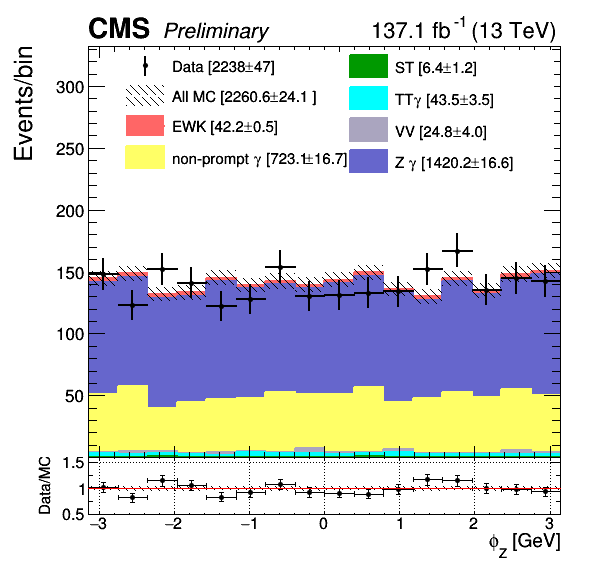 CMS Preliminary 137.1 fb⁻¹ (13 TeV)
Events/bin
Data [2238±47]
All MC [2260.6±24.1 ]
EWK [42.2±0.5]
non-prompt γ [723.1±16.7]
ST [6.4±1.2]
TTγ [43.5±3.5]
VV [24.8±4.0]
Z γ [1420.2±16.6]
300
250
200
150
100
50
Data/MC
1.5
1
0.5
−3 −2 −1 0 1 2 3
ϕ_Z [GeV]